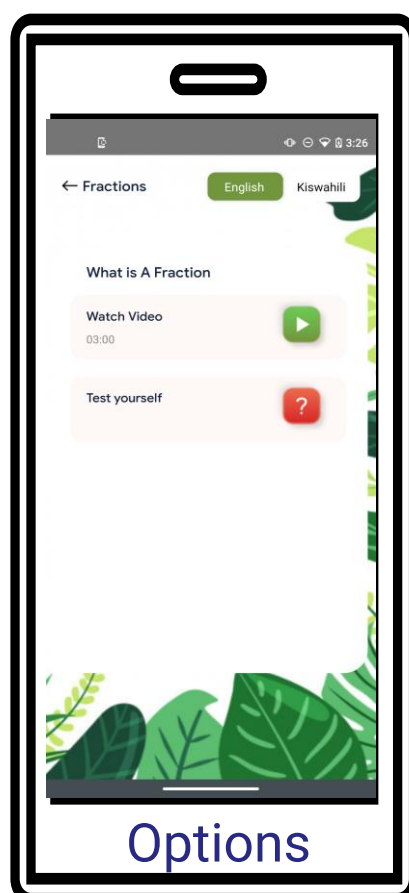 3:26
← Fractions
English
Kiswahili
What is A Fraction
Watch Video
03:00
Test yourself
?
Options